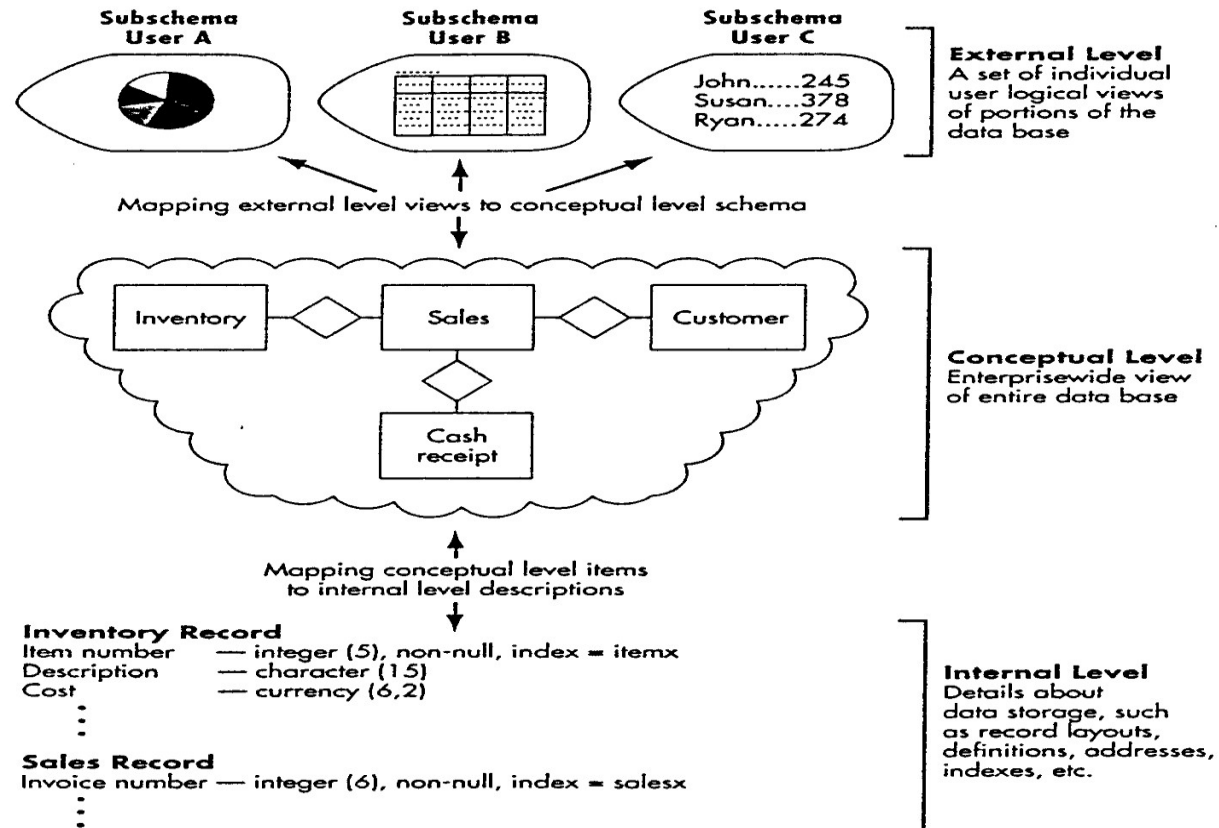 Subschema
User A
Subschema
User B
Subschema
User C
John......245
Susan....378
Ryan.....274
External Level
A set of individual
user logical views
of portions of the
data base
Mapping external level views to conceptual level schema
Inventory
Sales
Customer
Cash
receipt
Conceptual Level
Enterprisewide view
of entire data base
Mapping conceptual level items
to internal level descriptions
Inventory Record
Item number — integer (5), non-null, index = itemx
Description — character (15)
Cost — currency (6,2)
Sales Record
Invoice number — integer (6), non-null, index = salesx
Internal Level
Details about
data storage, such
as record layouts,
definitions, addresses,
indexes, etc.